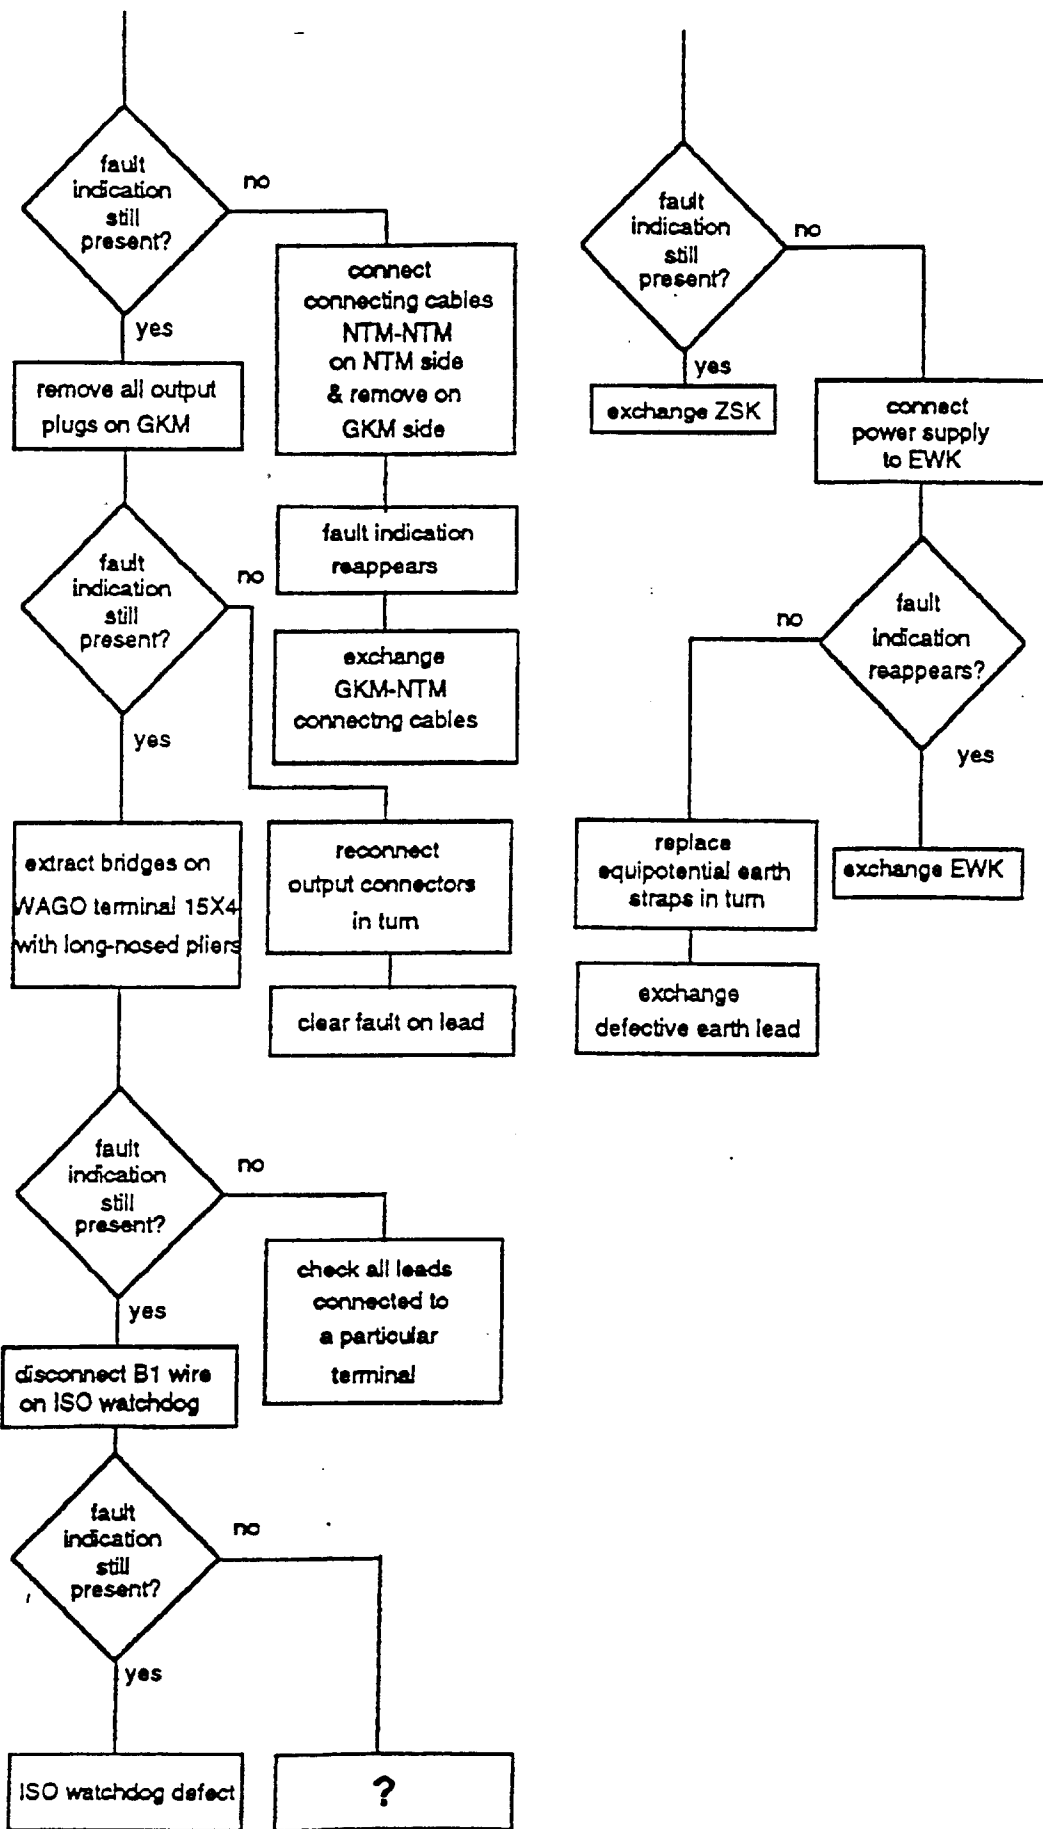 fault
indication
still
present?
no
yes
connect
connecting cables
NTM-NTM
on NTM side
& remove on
GKM side
remove all output
plugs on GKM
fault indication
reappears
fault
indication
still
present?
no
yes
exchange
GKM-NTM
connectng cables
extract bridges on
WAGO terminal 15X4
with long-nosed pliers
reconnect
output connectors
in turn
clear fault on lead
fault
indication
still
present?
no
yes
check all leads
connected to
a particular
terminal
disconnect B1 wire
on ISO watchdog
fault
indication
still
present?
no
yes
ISO watchdog defect
?
fault
indication
still
present?
no
yes
exchange ZSK
connect
power supply
to EWK
fault
indication
reappears?
no
yes
replace
equipotential earth
straps in turn
exchange EWK
exchange
defective earth lead